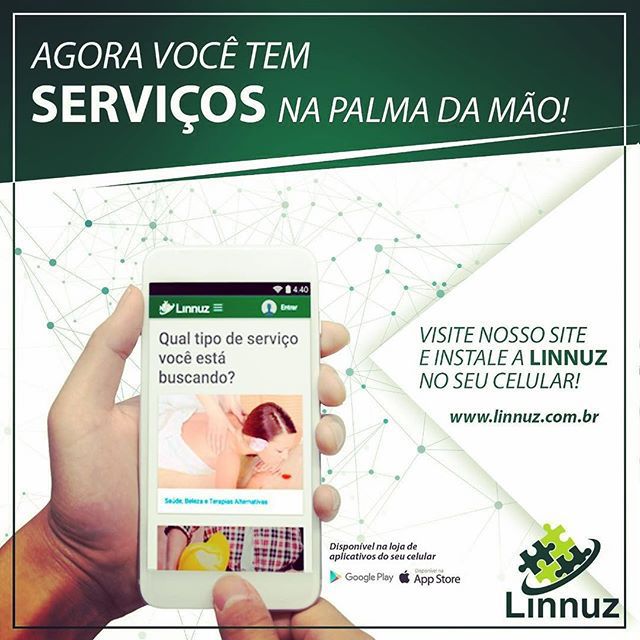 AGORA VOCÊ TEM
SERVIÇOS NA PALMA DA MÃO!
4:40
Linnuz
Entrar
Qual tipo de serviço
você está
buscando?
Saúde, Beleza e Terapias Alternativas
VISITE NOSSO SITE
E INSTALE A LINNUZ
NO SEU CELULAR!
www.linnuz.com.br
Disponível na loja de
aplicativos do seu celular
Google Play
Disponível na
App Store
Linnuz